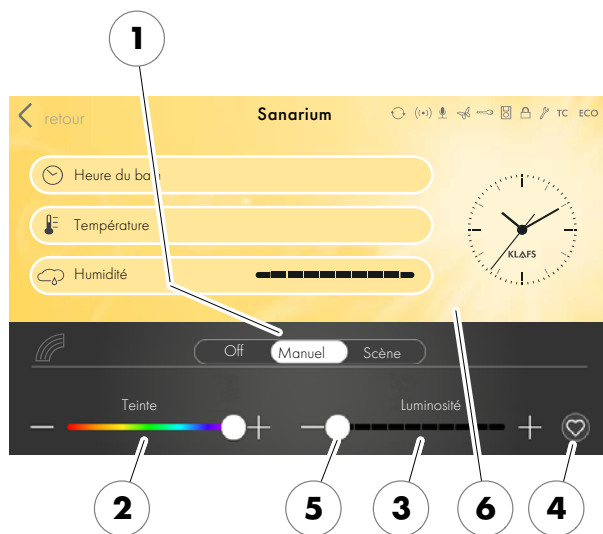 1
retour Sanarium TC ECO
Heure du bain
Température
Humidité
KLAFS
Off Manuel Scène
Teinte Luminosité
2 5 3 6 4